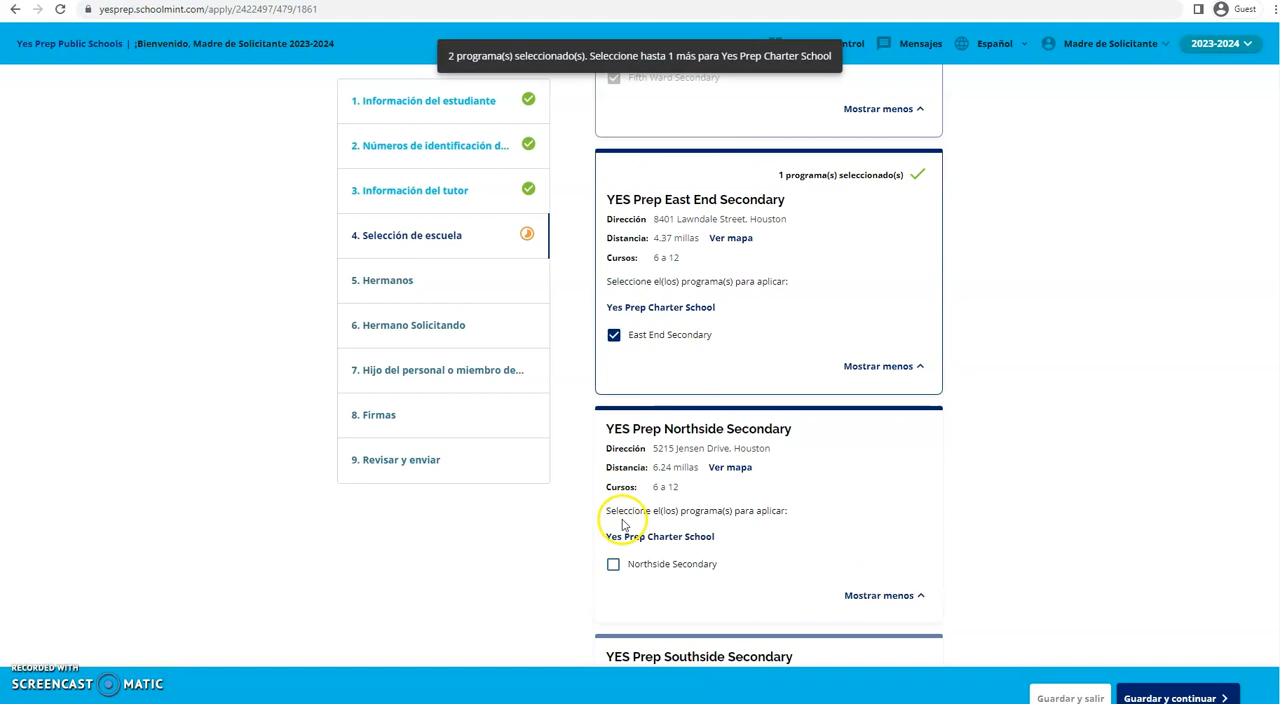 yesprep.schoolmint.com/apply/2422497/479/1861
Guest
Yes Prep Public Schools | ¡Bienvenido, Madre de Solicitante 2023-2024
2 programa(s) seleccionado(s). Seleccione hasta 1 más para Yes Prep Charter School
ntrol
Mensajes
Español
Madre de Solicitante
2023-2024
1. Información del estudiante
2. Números de identificación d...
3. Información del tutor
4. Selección de escuela
5. Hermanos
6. Hermano Solicitando
7. Hijo del personal o miembro de...
8. Firmas
9. Revisar y enviar
Fifth Ward Secondary
Mostrar menos
1 programa(s) seleccionado(s)
YES Prep East End Secondary
Dirección 8401 Lawndale Street, Houston
Distancia: 4.37 millas Ver mapa
Cursos: 6 a 12
Seleccione el(los) programa(s) para aplicar:
Yes Prep Charter School
East End Secondary
Mostrar menos
YES Prep Northside Secondary
Dirección 5215 Jensen Drive, Houston
Distancia: 6.24 millas Ver mapa
Cursos: 6 a 12
Seleccione el(los) programa(s) para aplicar:
Yes Prep Charter School
Northside Secondary
Mostrar menos
YES Prep Southside Secondary
RECORDED WITH
SCREENCAST MATIC
Guardar y salir
Guardar y continuar